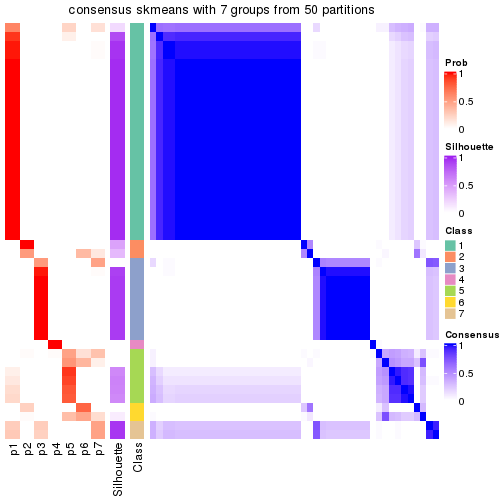 consensus skmeans with 7 groups from 50 partitions
Prob
1
0.5
0
Silhouette
1
0.5
0
Class
1
2
3
4
5
6
7
Consensus
1
0.5
0
p1
p2
p3
p4
p5
p6
p7
Silhouette
Class